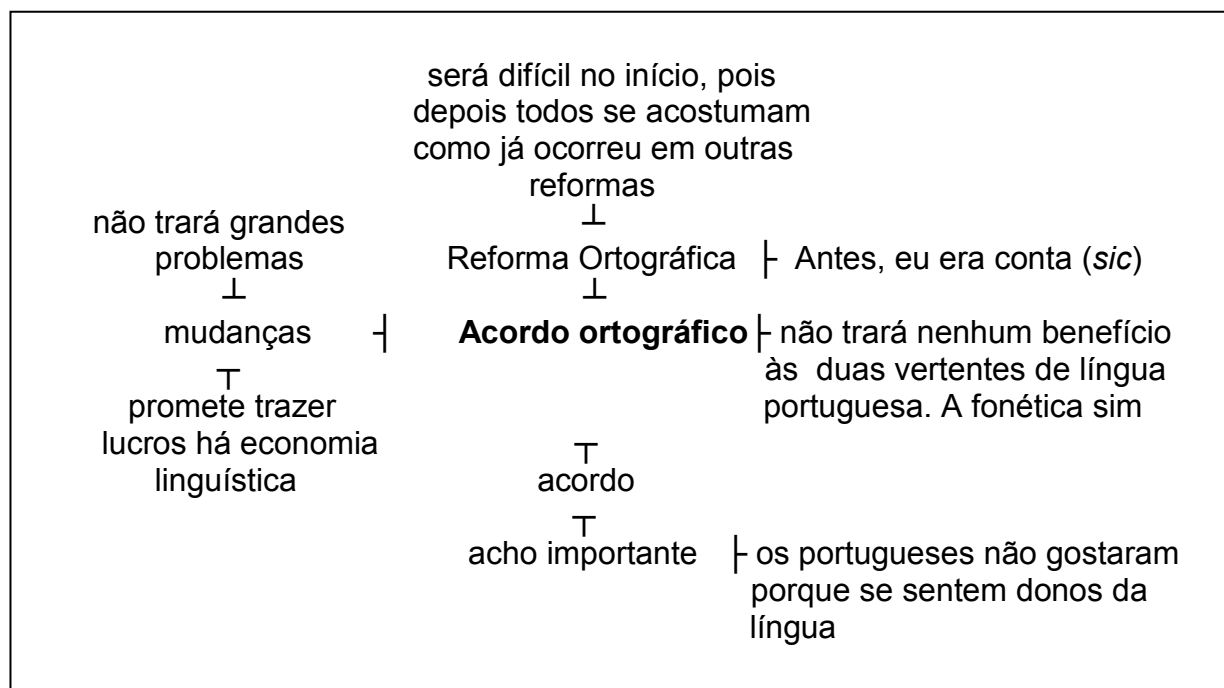 será difícil no início, pois
depois todos se acostumam
como já ocorreu em outras
reformas
não trará grandes
problemas
Reforma Ortográfica ├ Antes, eu era conta (sic)
mudanças ┤ Acordo ortográfico ├ não trará nenhum benefício
às duas vertentes de língua
portuguesa. A fonética sim
promete trazer
lucros há economia
linguística
acordo
acho importante ├ os portugueses não gostaram
porque se sentem donos da
língua